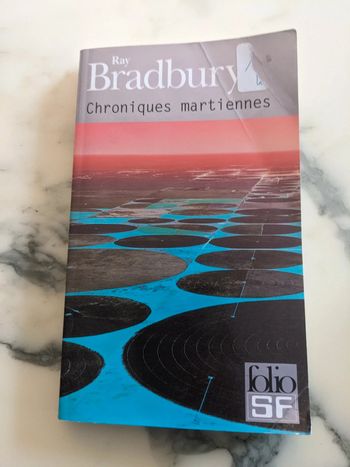 Ray
Bradbury
Chroniques martiennes
folio
SF